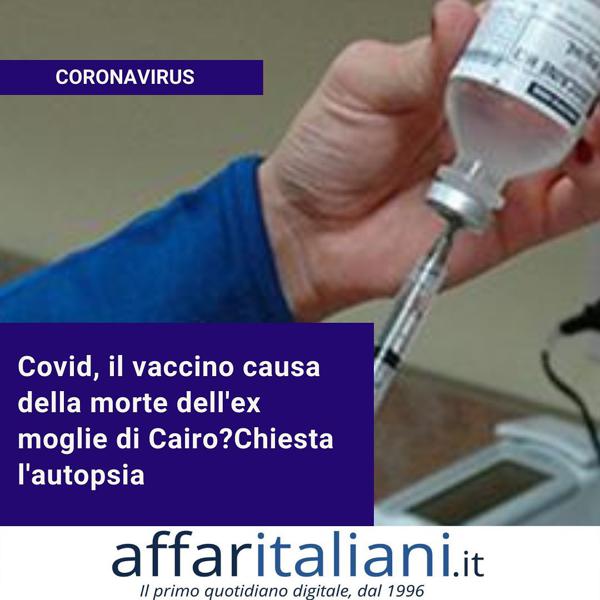 CORONAVIRUS
Covid, il vaccino causa
della morte dell'ex
moglie di Cairo?Chiesta
l'autopsia
affaritaliani.it
Il primo quotidiano digitale, dal 1996